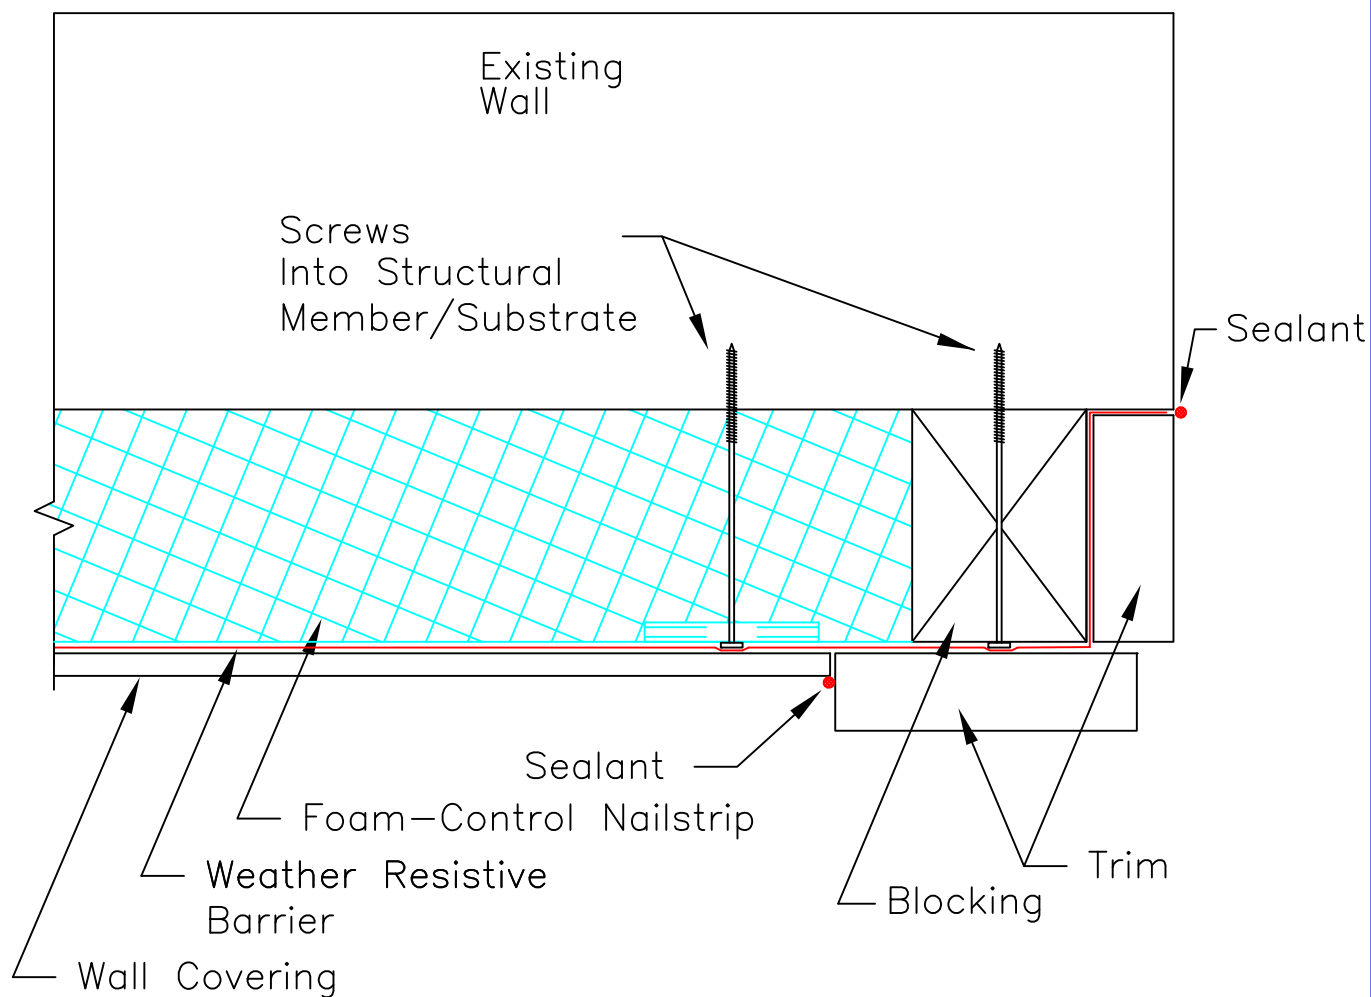 Existing
Wall
Screws
Into Structural
Member/Substrate
Sealant
Sealant
Foam-Control Nailstrip
Weather Resistive
Barrier
Trim
Blocking
Wall Covering